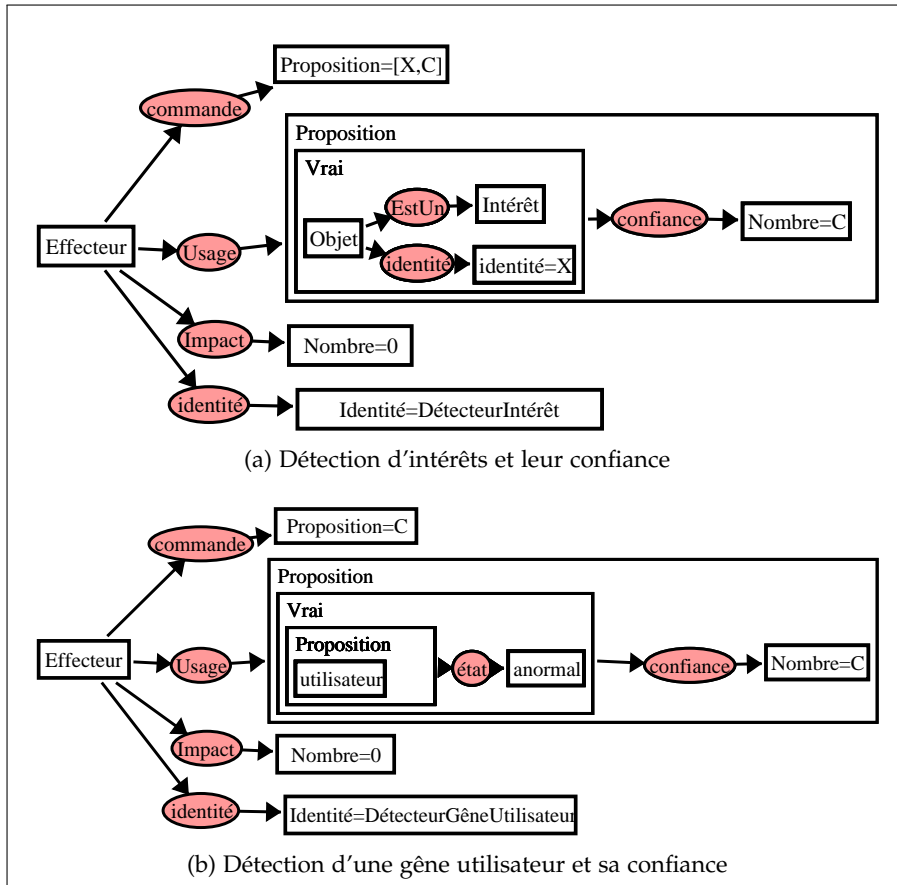 Proposition=[X,C]
commande
Proposition
Vrai
EstUn
Intérêt
confiance
Nombre=C
Effecteur
Usage
Objet
identité
identité=X
Impact
Nombre=0
identité
Identité=DétecteurIntérêt
(a) Détection d'intérêts et leur confiance
Proposition=C
commande
Proposition
Vrai
Proposition
Effecteur
Usage
utilisateur
état
anormal
confiance
Nombre=C
Impact
Nombre=0
identité
Identité=DétecteurGêneUtilisateur
(b) Détection d'une gêne utilisateur et sa confiance